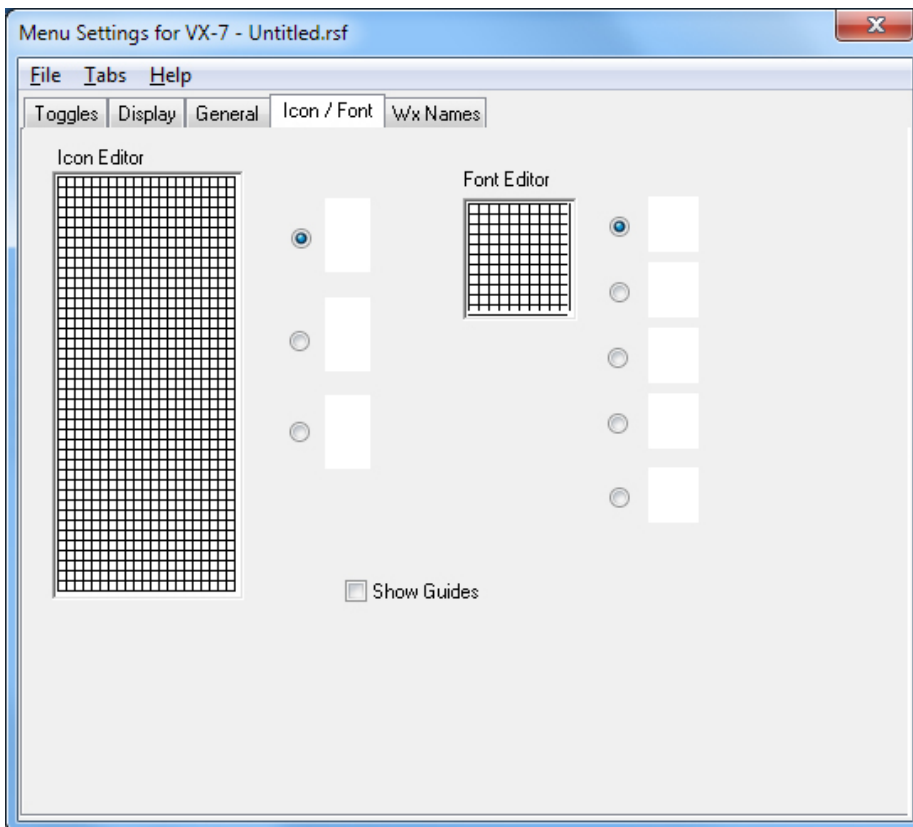 Menu Settings for VX-7 - Untitled.rsf
File Tabs Help
Toggles Display General Icon / Font Wx Names
Icon Editor
Font Editor
Show Guides